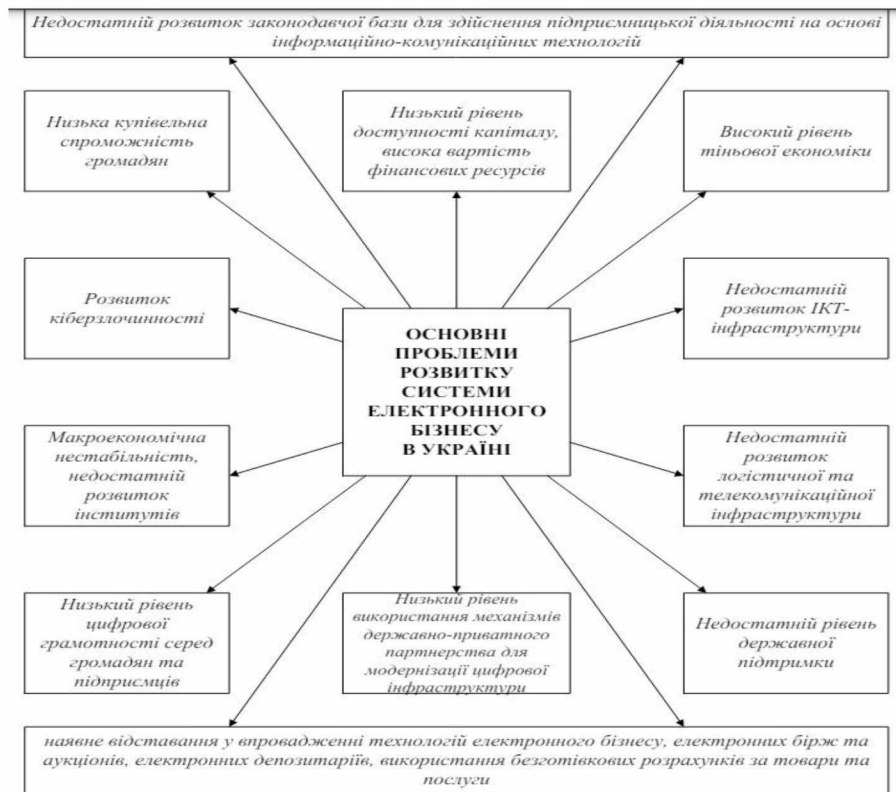 Недостатній розвиток законодавчої бази для здійснення підприємницької діяльності на основі
інформаційно-комунікаційних технологій
Низька купівельна
спроможність
громадян
Низький рівень
доступності капіталу,
висока вартість
фінансових ресурсів
Високий рівень
тіньової економіки
Розвиток
кіберзлочинності
ОСНОВНІ
ПРОБЛЕМИ
РОЗВИТКУ
СИСТЕМИ
ЕЛЕКТРОННОГО
БІЗНЕСУ
В УКРАЇНІ
Недостатній
розвиток ІКТ-
інфраструктури
Макроекономічна
нестабільність,
недостатній
розвиток
інститутів
Недостатній
розвиток
логістичної та
телекомунікаційної
інфраструктури
Низький рівень
цифрової
грамотності серед
громадян та
підприємців
Низький рівень
використання механізмів
державно-приватного
партнерства для
модернізації цифрової
інфраструктури
Недостатній рівень
державної
підтримки
наявне відставання у впровадженні технологій електронного бізнесу, електронних бірж та
аукціонів, електронних депозитаріїв, використання безготівкових розрахунків за товари та
послуги